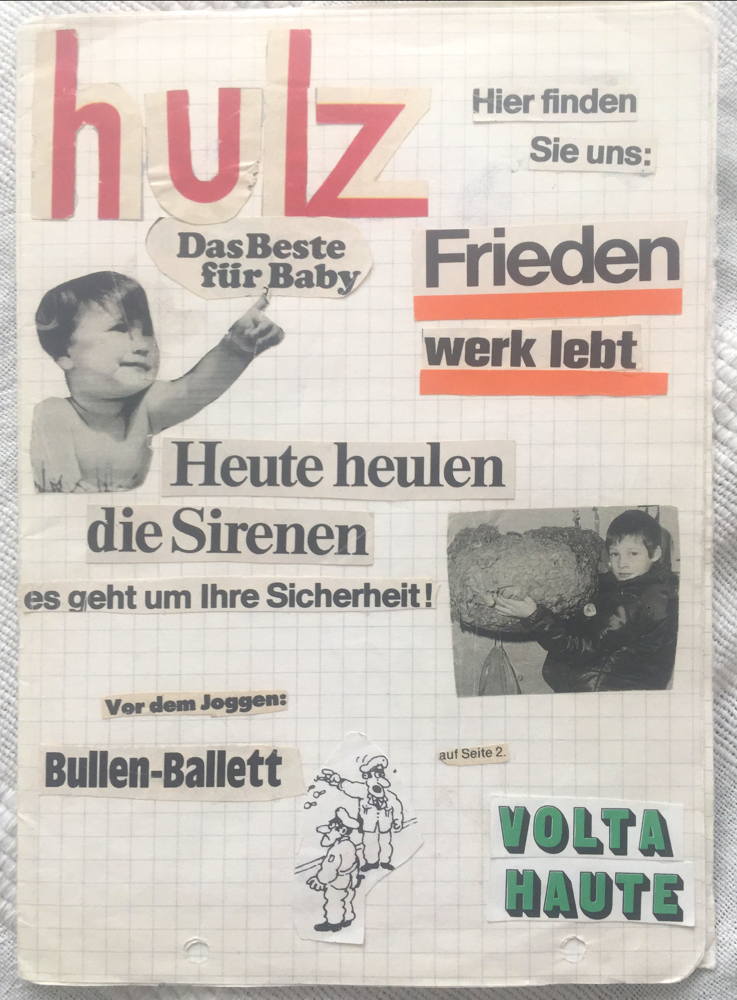 hulz
Hier finden
Sie uns:
Das Beste
für Baby
Frieden
werk lebt
Heute heulen
die Sirenen
es geht um Ihre Sicherheit!
Vor dem Joggen:
Bullen-Ballett
auf Seite 2.
VOLTA
HAUTE